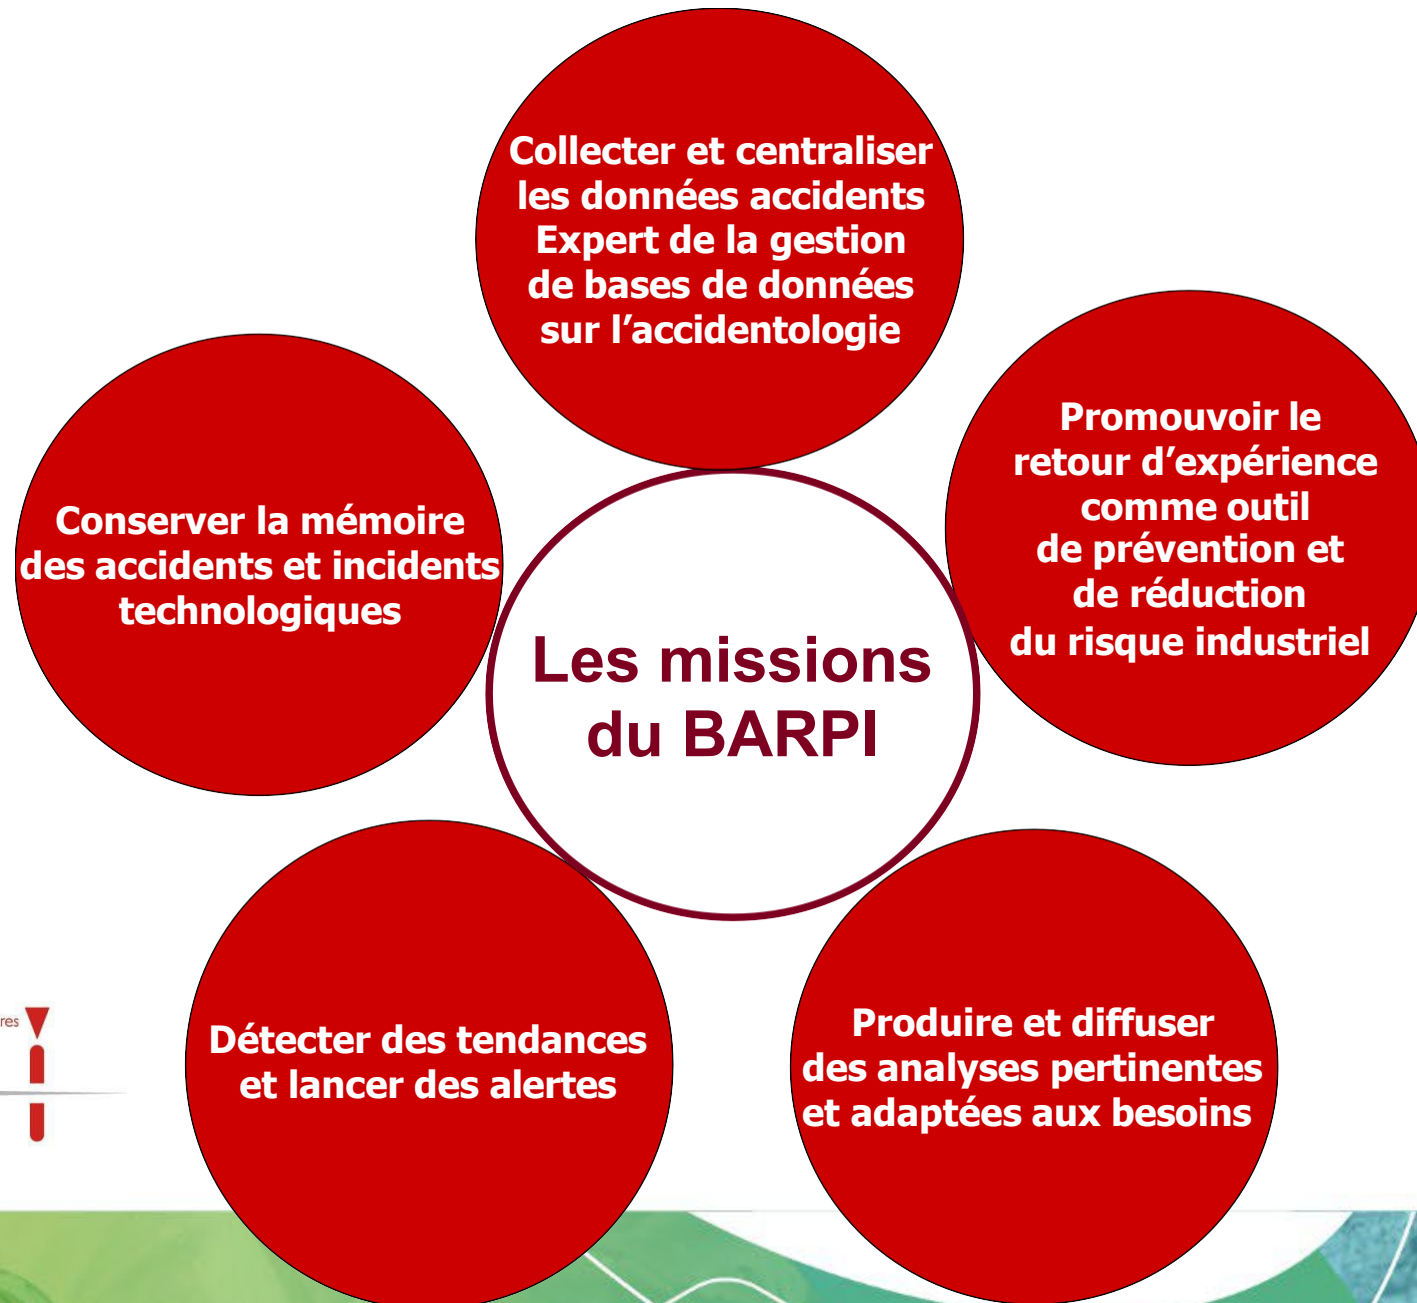 Collecter et centraliser
les données accidents
Expert de la gestion
de bases de données
sur l’accidentologie
Promouvoir le
retour d’expérience
comme outil
de prévention et
de réduction
du risque industriel
Conserver la mémoire
des accidents et incidents
technologiques
Les missions
du BARPI
Détecter des tendances
et lancer des alertes
Produire et diffuser
des analyses pertinentes
et adaptées aux besoins